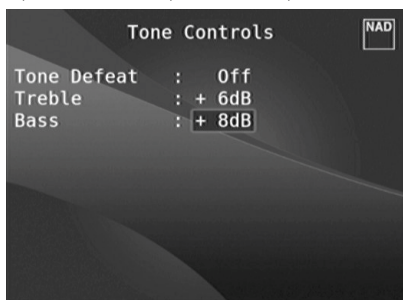 Tone Controls
NAD
Tone Defeat : Off
Treble : + 6dB
Bass : + 8dB